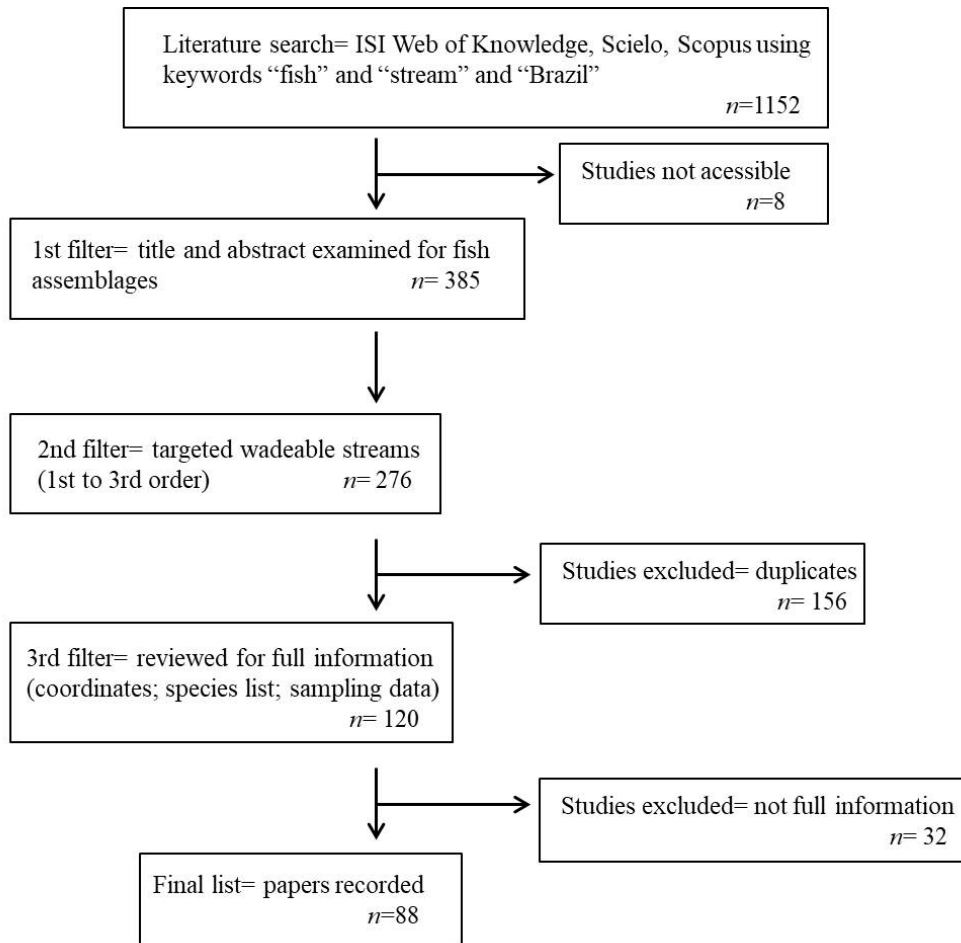 Literature search= ISI Web of Knowledge, Scielo, Scopus using
keywords “fish” and “stream” and “Brazil”
n=1152
Studies not acessible
n=8
1st filter= title and abstract examined for fish
assemblages n= 385
2nd filter= targeted wadeable streams
(1st to 3rd order) n= 276
Studies excluded= duplicates
n= 156
3rd filter= reviewed for full information
(coordinates; species list; sampling data)
n= 120
Studies excluded= not full information
n= 32
Final list= papers recorded
n=88